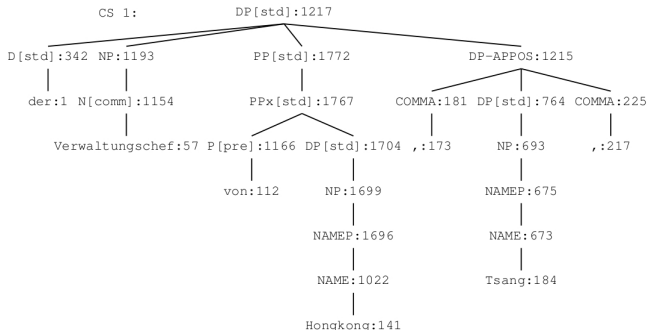 CS 1: DP[std]:1217
D[std]:342 NP:1193 PP[std]:1772 DP-APPOS:1215
der:1 N[comm]:1154 PPx[std]:1767 COMMA:181 DP[std]:764 COMMA:225
Verwaltungschef:57 P[pre]:1166 DP[std]:1704 ,:173 NP:693 ,:217
von:112 NP:1699 NAMEP:675
NAMEP:1696 NAME:673
NAME:1022 Tsang:184
Hongkong:141